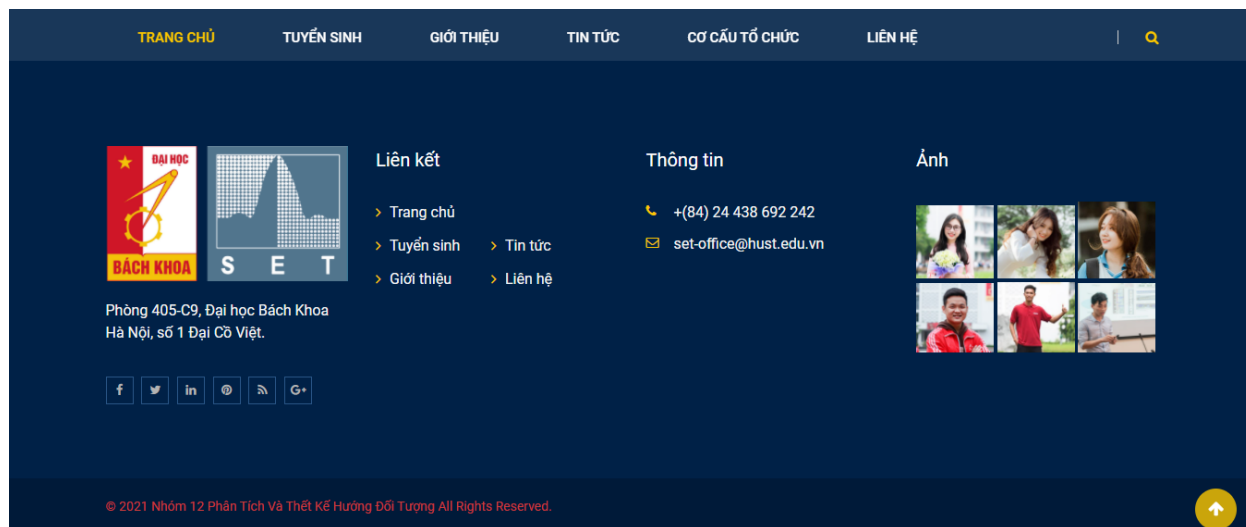 TRANG CHỦ TUYỂN SINH GIỚI THIỆU TIN TỨC CƠ CẤU TỔ CHỨC LIÊN HỆ
ĐẠI HỌC
BÁCH KHOA
S E T
Phòng 405-C9, Đại học Bách Khoa
Hà Nội, số 1 Đại Cồ Việt.
Liên kết
Trang chủ
Tuyển sinh Tin tức
Giới thiệu Liên hệ
Thông tin
+(84) 24 438 692 242
set-office@hust.edu.vn
Ảnh
© 2021 Nhóm 12 Phân Tích Và Thết Kế Hướng Đối Tượng All Rights Reserved.